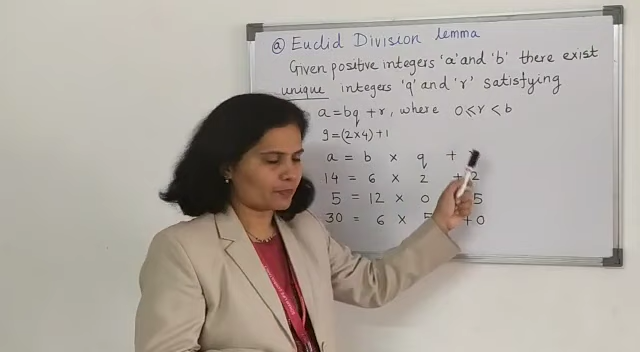 @ Euclid Division lemma
Given positive integers 'a' and 'b' there exist
unique integers 'q' and 'r' satisfying
a = bq + r, where 0 ≤ r < b
9 = (2×4) + 1
a = b × q +
14 = 6 × 2 + 2
5 = 12 × 0 5
30 = 6 × 5 + 0